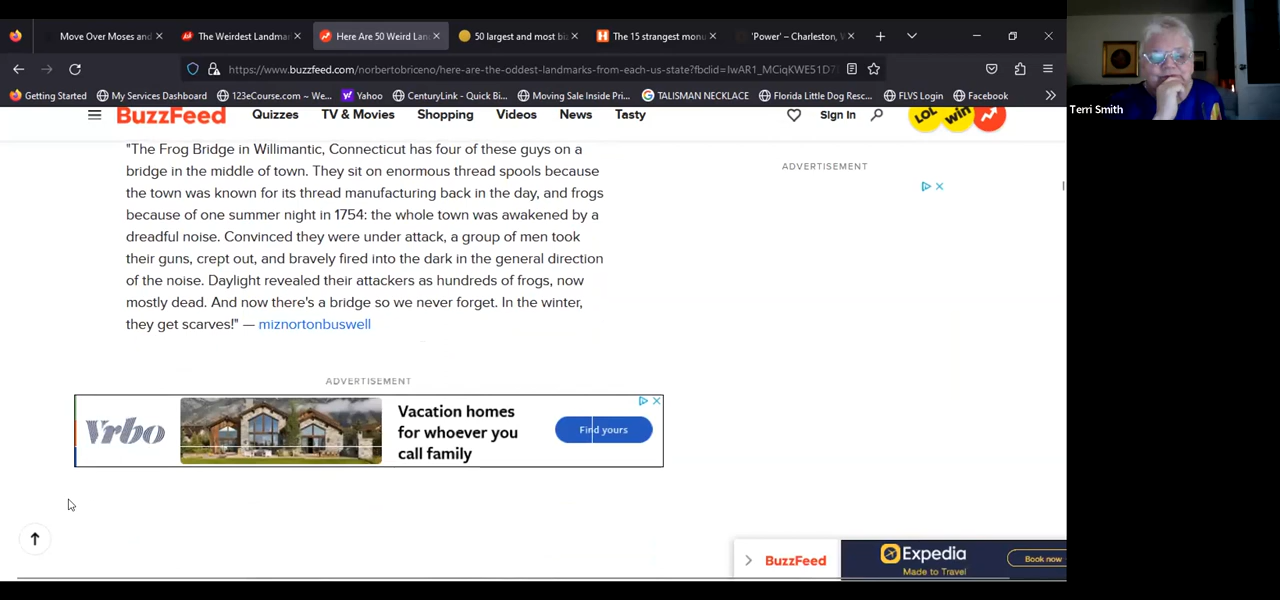 Move Over Moses and
The Weirdest Landma
Here Are 50 Weird Lan
50 largest and most bi
The 15 strangest monu
'Power' – Charleston, W
https://www.buzzfeed.com/norbertobriceno/here-are-the-oddest-landmarks-from-each-us-state?fbclid=IwAR1_MCiqKWE51D7
Getting Started
My Services Dashboard
123eCourse.com ~ We...
Yahoo
CenturyLink - Quick Bi...
Moving Sale Inside Pri...
TALISMAN NECKLACE
Florida Little Dog Resc...
FLVS Login
Facebook
Terri Smith
BuzzFeed
Quizzes
TV & Movies
Shopping
Videos
News
Tasty
Sign In
LOL
win
"The Frog Bridge in Willimantic, Connecticut has four of these guys on a
bridge in the middle of town. They sit on enormous thread spools because
the town was known for its thread manufacturing back in the day, and frogs
because of one summer night in 1754: the whole town was awakened by a
dreadful noise. Convinced they were under attack, a group of men took
their guns, crept out, and bravely fired into the dark in the general direction
of the noise. Daylight revealed their attackers as hundreds of frogs, now
mostly dead. And now there's a bridge so we never forget. In the winter,
they get scarves!" — miznortonbuswell
ADVERTISEMENT
ADVERTISEMENT
Vrbo
Vacation homes
for whoever you
call family
Find yours
BuzzFeed
Expedia
Made to Travel
Book now